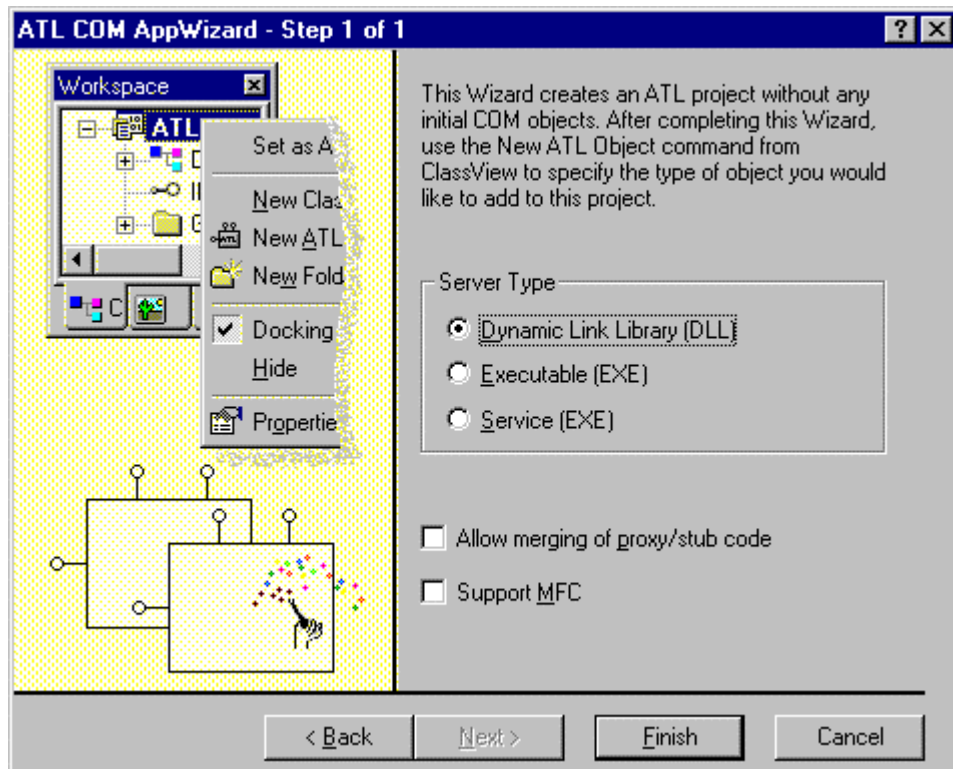 ATL COM AppWizard - Step 1 of 1
Workspace
ATL
Set as A
New Clas
New ATL
New Fold
Docking
Hide
Propertie
C
This Wizard creates an ATL project without any
initial COM objects. After completing this Wizard,
use the New ATL Object command from
ClassView to specify the type of object you would
like to add to this project.
Server Type
Dynamic Link Library (DLL)
Executable (EXE)
Service (EXE)
Allow merging of proxy/stub code
Support MFC
< Back
Next >
Finish
Cancel